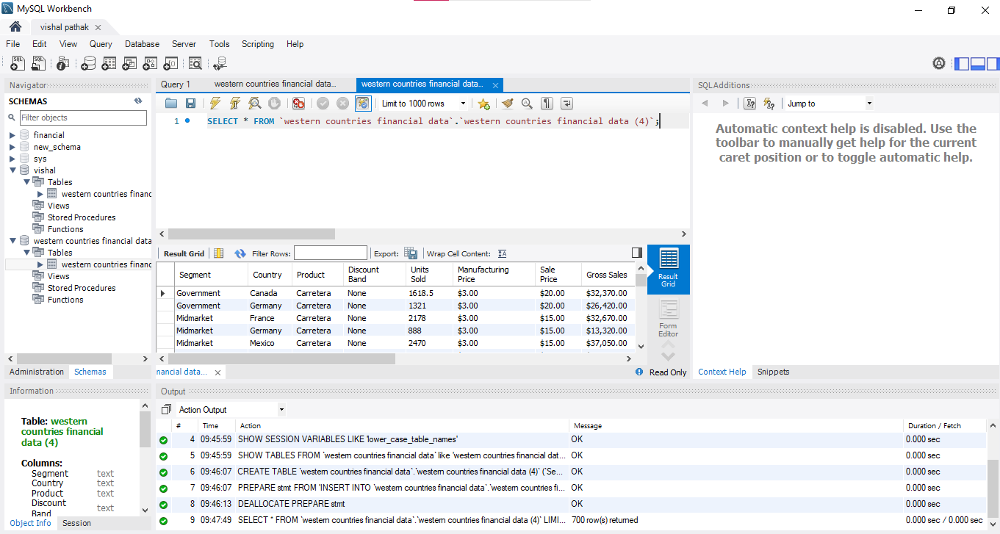 MySQL Workbench
vishal pathak
File Edit View Query Database Server Tools Scripting Help
Navigator
SCHEMAS
Filter objects
financial
new_schema
sys
vishal
Tables
western countries financ
Views
Stored Procedures
Functions
western countries financial data
Tables
western countries financ
Views
Stored Procedures
Functions
Administration Schemas
Information
Table: western
countries financial
data (4)
Columns:
Segment text
Country text
Product text
Discount
Band text
Object Info Session
Query 1 western countries financial data... western countries financial data...
Limit to 1000 rows
1 SELECT * FROM `western countries financial data`.`western countries financial data (4)`;
Result Grid Filter Rows: Export: Wrap Cell Content:
Segment Country Product Discount Band Units Sold Manufacturing Price Sale Price Gross Sales
Government Canada Carretera None 1618.5 $3.00 $20.00 $32,370.00
Government Germany Carretera None 1321 $3.00 $20.00 $26,420.00
Midmarket France Carretera None 2178 $3.00 $15.00 $32,670.00
Midmarket Germany Carretera None 888 $3.00 $15.00 $13,320.00
Midmarket Mexico Carretera None 2470 $3.00 $15.00 $37,050.00
Result
Grid
Form
Editor
nancial data... Read Only
SQLAdditions
Jump to
Automatic context help is disabled. Use the
toolbar to manually get help for the current
caret position or to toggle automatic help.
Context Help Snippets
Output
Action Output
# Time Action Message Duration / Fetch
4 09:45:59 SHOW SESSION VARIABLES LIKE 'lower_case_table_names' OK 0.000 sec
5 09:45:59 SHOW TABLES FROM `western countries financial data` like 'western countries financial dat... OK 0.000 sec
6 09:46:07 CREATE TABLE `western countries financial data`.`western countries financial data (4)` (`Se... OK 0.000 sec
7 09:46:07 PREPARE stmt FROM 'INSERT INTO `western countries financial data`.`western countries fi... OK 0.000 sec
8 09:46:13 DEALLOCATE PREPARE stmt OK 0.000 sec
9 09:47:49 SELECT * FROM `western countries financial data`.`western countries financial data (4)` LIMI... 700 row(s) returned 0.000 sec / 0.000 sec